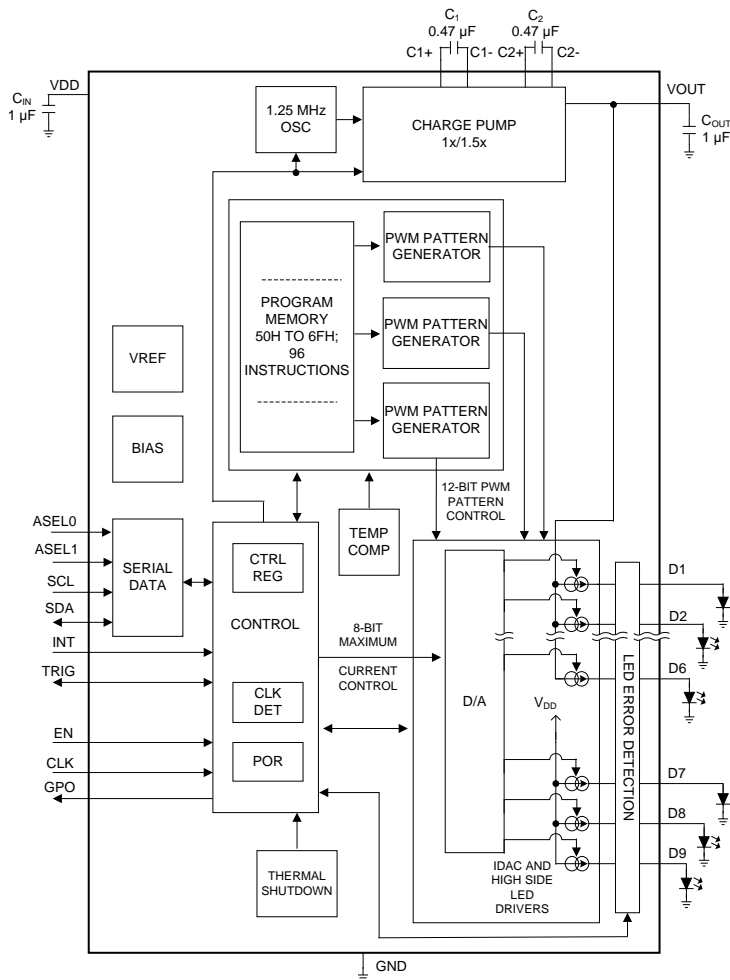 C1
0.47 µF
C2
0.47 µF
C1+
C1-
C2+
C2-
VDD
VOUT
CIN
1 µF
1.25 MHz
OSC
CHARGE PUMP
1x/1.5x
COUT
1 µF
PWM PATTERN
GENERATOR
PROGRAM
MEMORY
50H TO 6FH;
96
INSTRUCTIONS
PWM PATTERN
GENERATOR
PWM PATTERN
GENERATOR
VREF
BIAS
12-BIT PWM
PATTERN
CONTROL
TEMP
COMP
ASEL0
ASEL1
SCL
SDA
INT
TRIG
EN
CLK
GPO
SERIAL
DATA
CTRL
REG
CONTROL
CLK
DET
POR
8-BIT
MAXIMUM
CURRENT
CONTROL
D/A
VDD
LED ERROR DETECTION
D1
D2
D6
D7
D8
D9
THERMAL
SHUTDOWN
IDAC AND
HIGH SIDE
LED
DRIVERS
GND